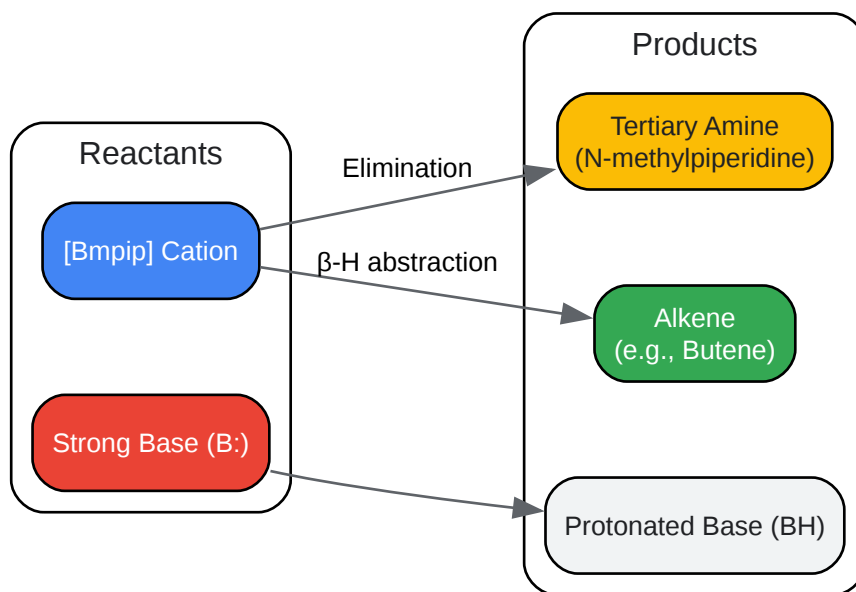 Products
Tertiary Amine
(N-methylpiperidine)
Reactants
Elimination
[Bmpip] Cation
β-H abstraction
Alkene
(e.g., Butene)
Strong Base (B:)
Protonated Base (BH)